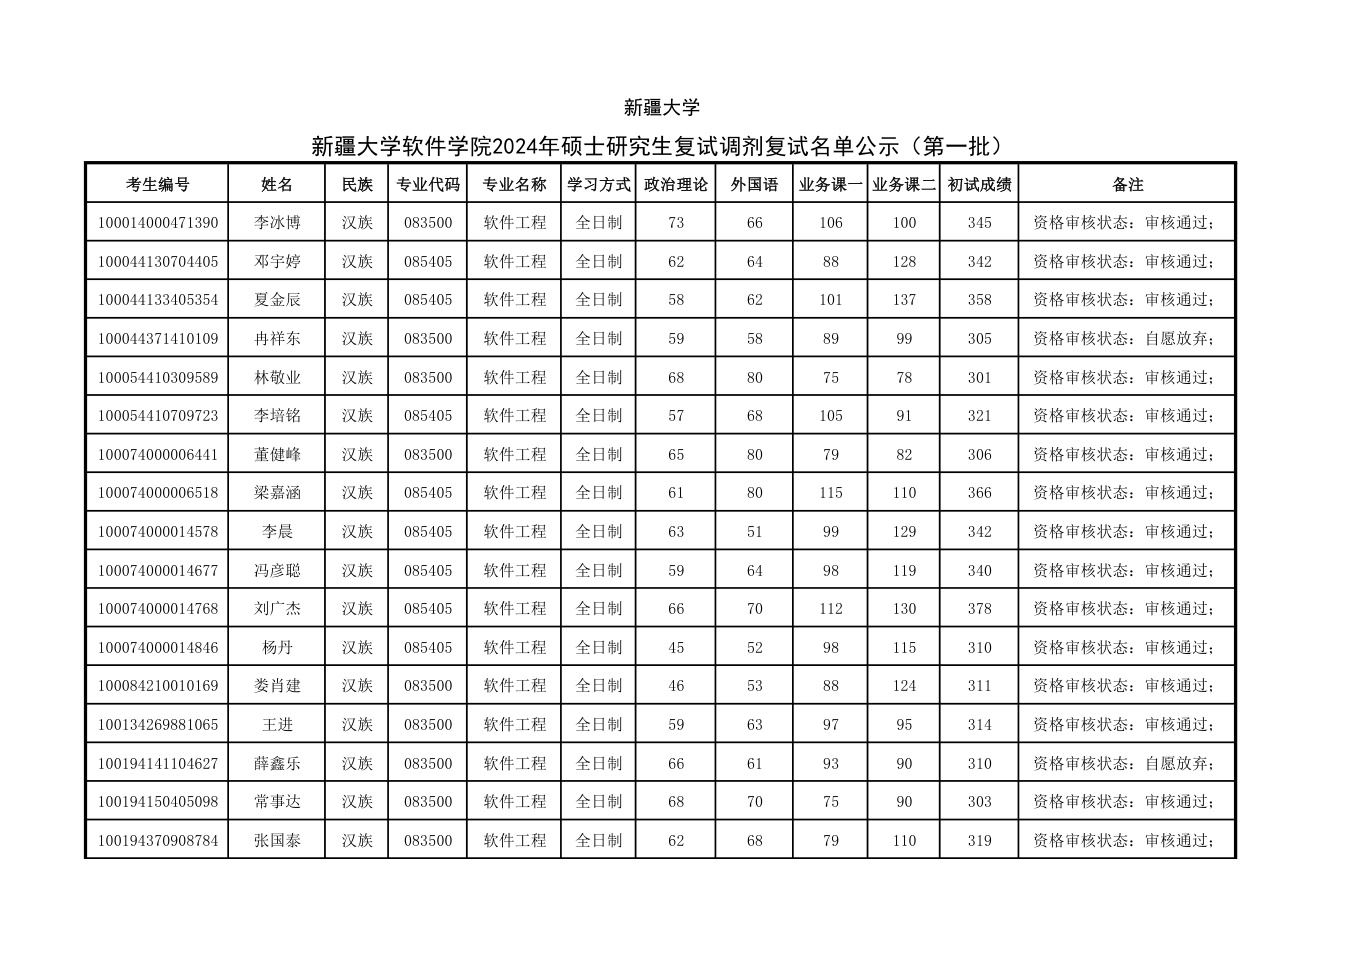 新疆大学
新疆大学软件学院2024年硕士研究生复试调剂复试名单公示（第一批）
考生编号 姓名 民族 专业代码 专业名称 学习方式 政治理论 外国语 业务课一 业务课二 初试成绩 备注
100014000471390 李冰博 汉族 083500 软件工程 全日制 73 66 106 100 345 资格审核状态：审核通过；
100044130704405 邓宇婷 汉族 085405 软件工程 全日制 62 64 88 128 342 资格审核状态：审核通过；
100044133405354 夏金辰 汉族 085405 软件工程 全日制 58 62 101 137 358 资格审核状态：审核通过；
100044371410109 冉祥东 汉族 083500 软件工程 全日制 59 58 89 99 305 资格审核状态：自愿放弃；
100054410309589 林敬业 汉族 083500 软件工程 全日制 68 80 75 78 301 资格审核状态：审核通过；
100054410709723 李培铭 汉族 085405 软件工程 全日制 57 68 105 91 321 资格审核状态：审核通过；
100074000006441 董健峰 汉族 083500 软件工程 全日制 65 80 79 82 306 资格审核状态：审核通过；
100074000006518 梁嘉涵 汉族 085405 软件工程 全日制 61 80 115 110 366 资格审核状态：审核通过；
100074000014578 李晨 汉族 085405 软件工程 全日制 63 51 99 129 342 资格审核状态：审核通过；
100074000014677 冯彦聪 汉族 085405 软件工程 全日制 59 64 98 119 340 资格审核状态：审核通过；
100074000014768 刘广杰 汉族 085405 软件工程 全日制 66 70 112 130 378 资格审核状态：审核通过；
100074000014846 杨丹 汉族 085405 软件工程 全日制 45 52 98 115 310 资格审核状态：审核通过；
100084210010169 娄肖建 汉族 083500 软件工程 全日制 46 53 88 124 311 资格审核状态：审核通过；
100134269881065 王进 汉族 083500 软件工程 全日制 59 63 97 95 314 资格审核状态：审核通过；
100194141104627 薛鑫乐 汉族 083500 软件工程 全日制 66 61 93 90 310 资格审核状态：自愿放弃；
100194150405098 常事达 汉族 083500 软件工程 全日制 68 70 75 90 303 资格审核状态：审核通过；
100194370908784 张国泰 汉族 083500 软件工程 全日制 62 68 79 110 319 资格审核状态：审核通过；